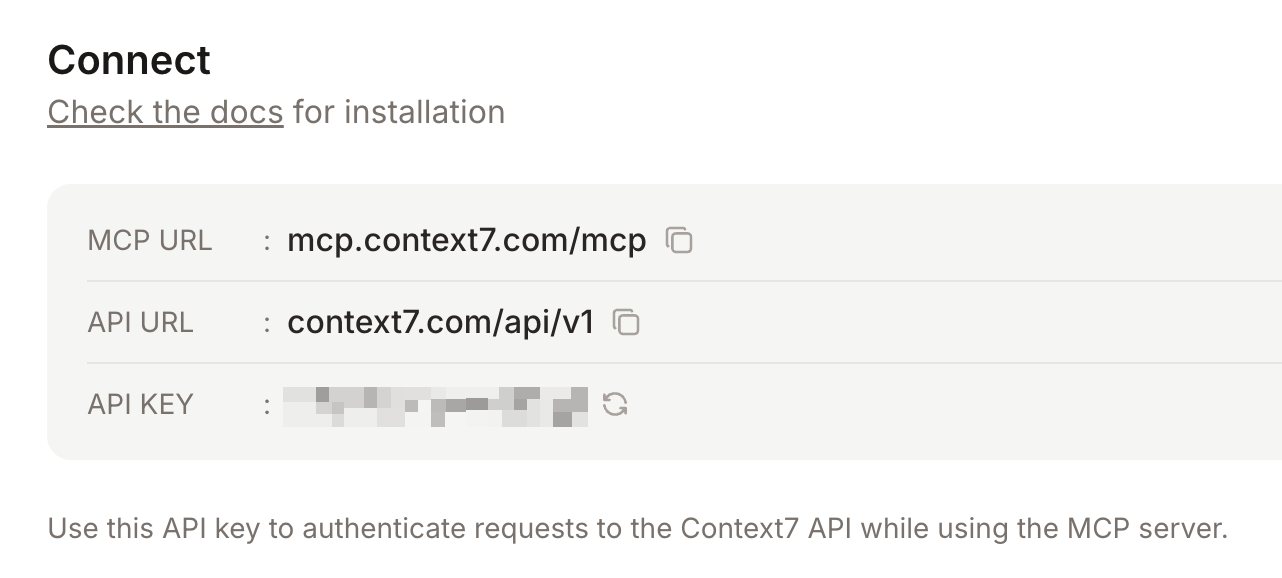 Connect
Check the docs for installation
MCP URL : mcp.context7.com/mcp
API URL : context7.com/api/v1
API KEY :
Use this API key to authenticate requests to the Context7 API while using the MCP server.